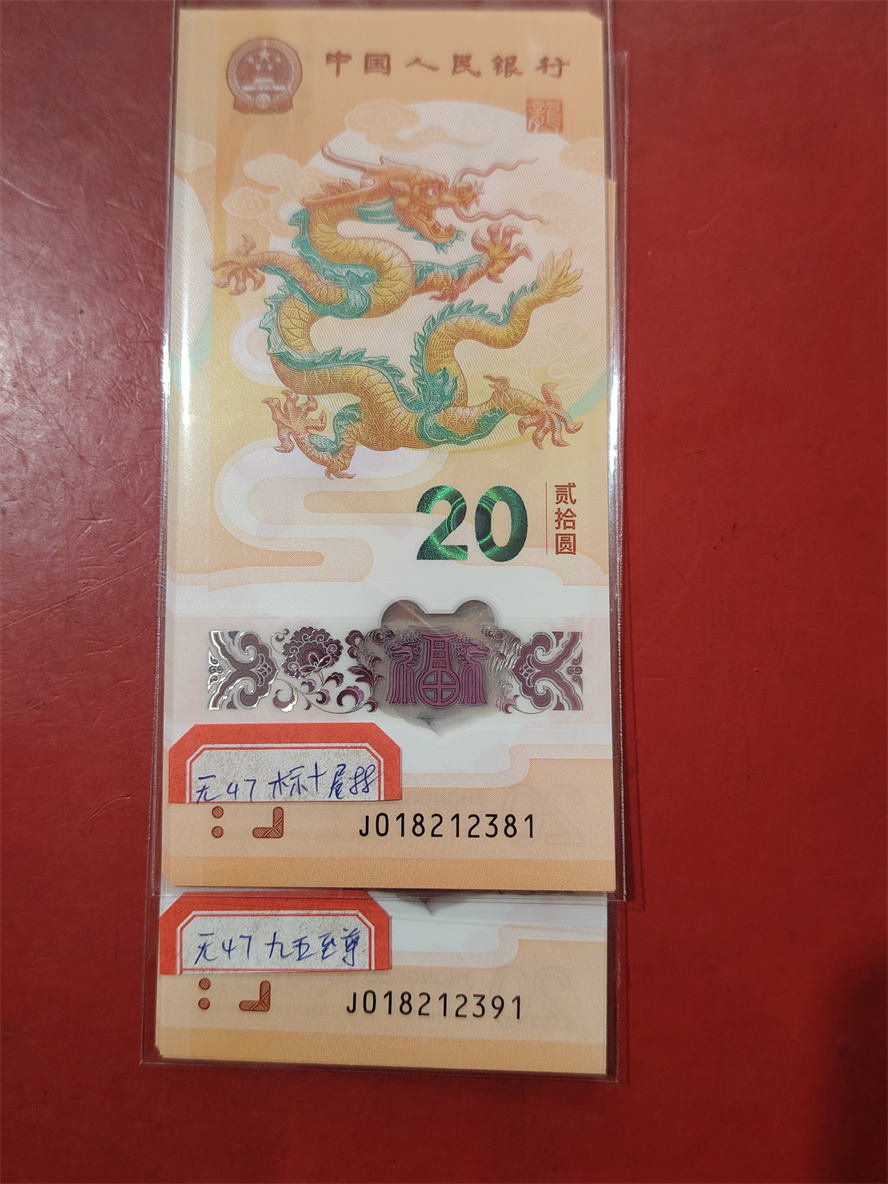 中国人民银行
龍
20
贰拾圆
福
无47 标十尾88
J018212381
无47 九五至尊
J018212391